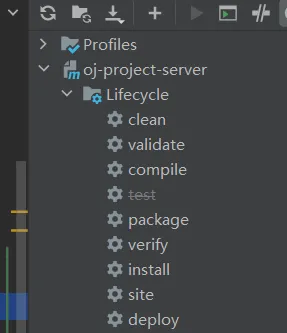 Profiles
oj-project-server
Lifecycle
clean
validate
compile
test
package
verify
install
site
deploy